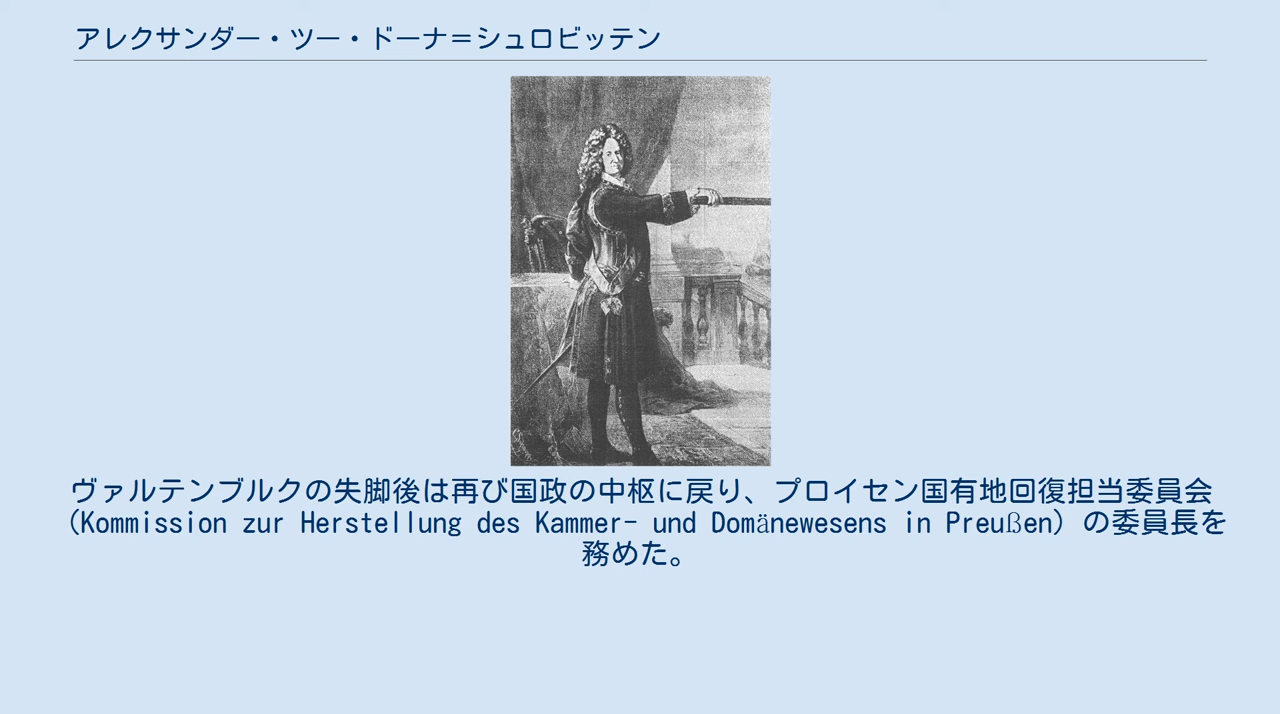 アレクサンダー・ツー・ドーナ＝シュロビッテン
ヴァルテンブルクの失脚後は再び国政の中枢に戻り、プロイセン国有地回復担当委員会
(Kommission zur Herstellung des Kammer- und Domänewesens in Preußen) の委員長を
務めた。